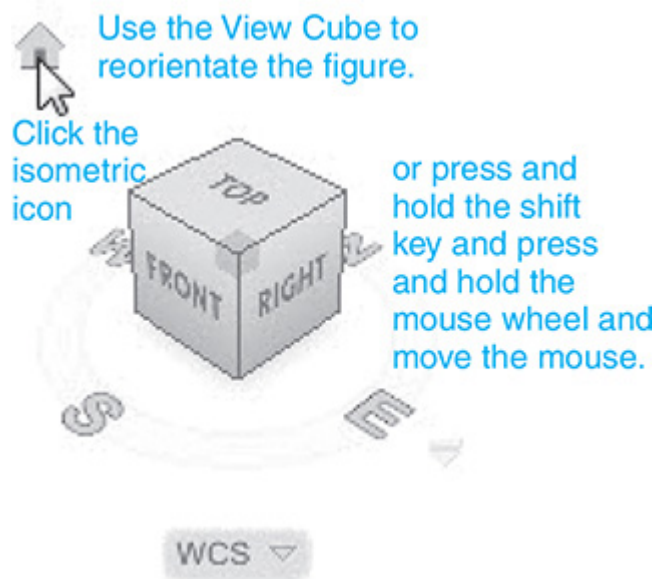 Use the View Cube to
reorientate the figure.
Click the
isometric
icon
or press and
hold the shift
key and press
and hold the
mouse wheel and
move the mouse.
TOP
FRONT
RIGHT
S
E
WCS